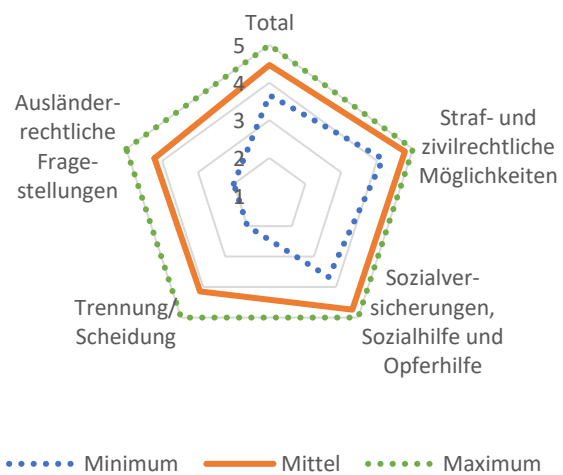 Total
5
4
3
2
1
Ausländer-
rechtliche
Frage-
stellungen
Straf- und
zivilrechtliche
Möglichkeiten
Trennung/
Scheidung
Sozialver-
sicherungen,
Sozialhilfe und
Opferhilfe
Minimum Mittel Maximum